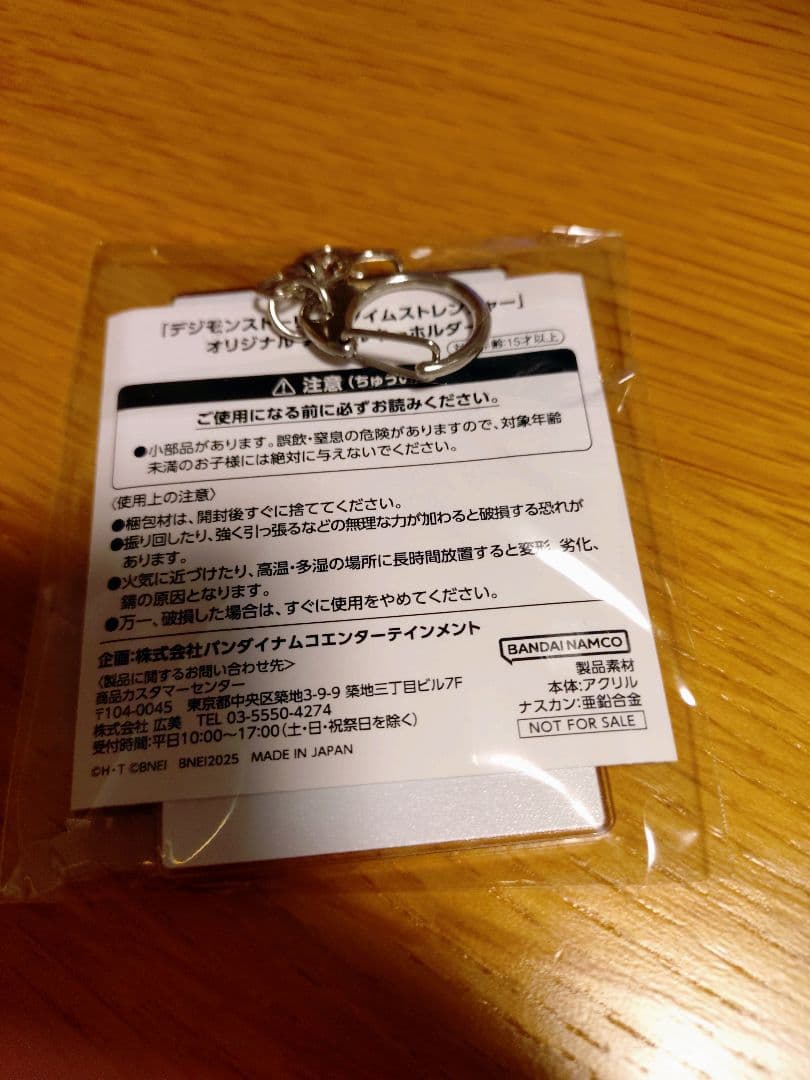 「デジモンストーリー タイムストレンジャー」
オリジナル ーホルダー
齢:15才以上
⚠ 注意(ちゅうい)
ご使用になる前に必ずお読みください。
●小部品があります。誤飲・窒息の危険がありますので、対象年齢
未満のお子様には絶対に与えないでください。
〈使用上の注意〉
●梱包材は、開封後すぐに捨ててください。
●振り回したり、強く引っ張るなどの無理な力が加わると破損する恐れが
あります。
●火気に近づけたり、高温・多湿の場所に長時間放置すると変形、劣化、
錆の原因となります。
●万一、破損した場合は、すぐに使用をやめてください。
企画:株式会社バンダイナムコエンターテインメント
〈製品に関するお問い合わせ先〉
商品カスタマーセンター
〒104-0045 東京都中央区築地3-9-9 築地三丁目ビル7F
株式会社 広美 TEL 03-5550-4274
受付時間:平日10:00〜17:00(土・日・祝祭日を除く)
©H・T ©BNEI BNEI2025 MADE IN JAPAN
BANDAI NAMCO
製品素材
本体:アクリル
ナスカン:亜鉛合金
NOT FOR SALE